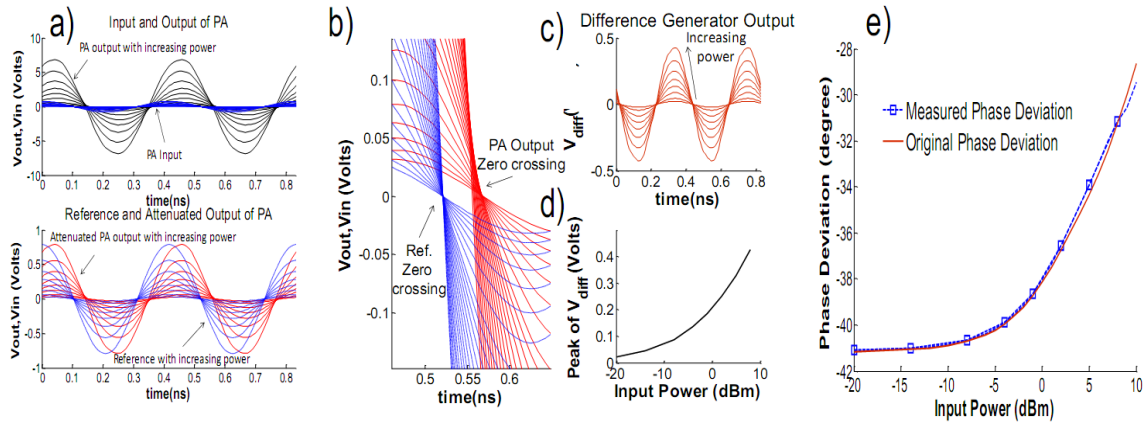 a)
Input and Output of PA
PA output with increasing power
PA Input
Vout,Vin (Volts)
10
5
0
-5
-10
0 0.1 0.2 0.3 0.4 0.5 0.6 0.7 0.8
time(ns)
Reference and Attenuated Output of PA
Attenuated PA output with increasing power
Reference with increasing power
Vout,Vin (Volts)
1
0.5
0
-0.5
-1
0 0.1 0.2 0.3 0.4 0.5 0.6 0.7 0.8
time(ns)
b)
Vout,Vin (Volts)
0.1
0.05
0
-0.05
-0.1
PA Output
Zero crossing
Ref.
Zero
crossing
0.5 0.55 0.6
time(ns)
c)
Difference Generator Output
Increasing
power
Vdiff
0.5
0
-0.5
0 0.2 0.4 0.6 0.8
time(ns)
d)
Peak of Vdiff (Volts)
0.4
0.3
0.2
0.1
0
-20 -10 0 10
Input Power (dBm)
e)
Phase Deviation (degree)
-28
-30
-32
-34
-36
-38
-40
-42
Measured Phase Deviation
Original Phase Deviation
-20 -15 -10 -5 0 5 10
Input Power (dBm)